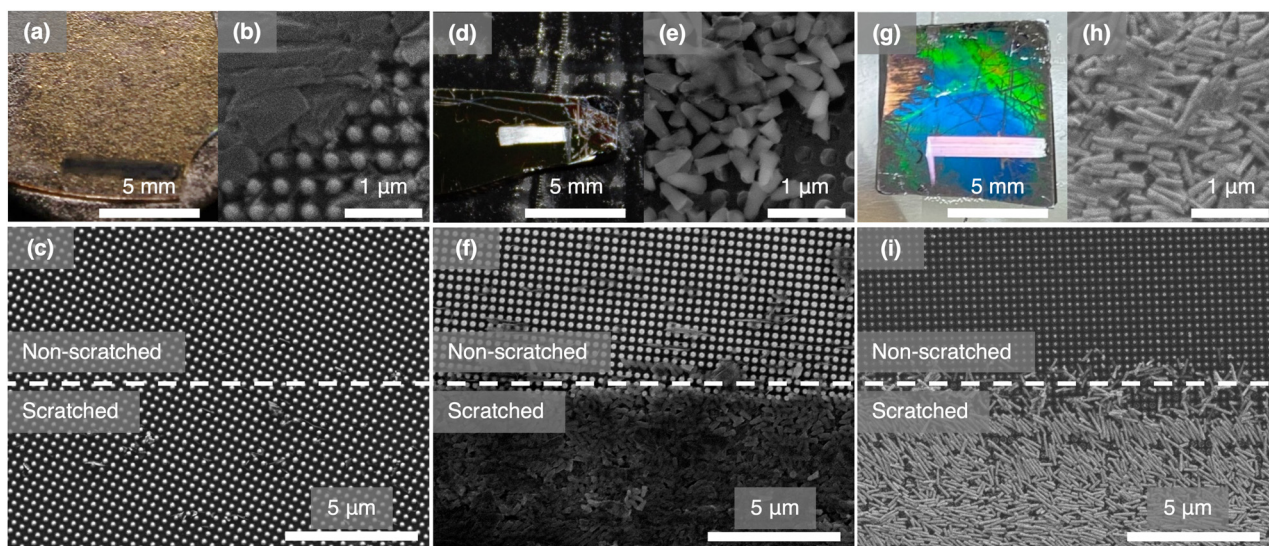 (a)
5 mm
(b)
1 μm
(d)
5 mm
(e)
1 μm
(g)
5 mm
(h)
1 μm
(c)
Non-scratched
Scratched
5 μm
(f)
Non-scratched
Scratched
5 μm
(i)
Non-scratched
Scratched
5 μm